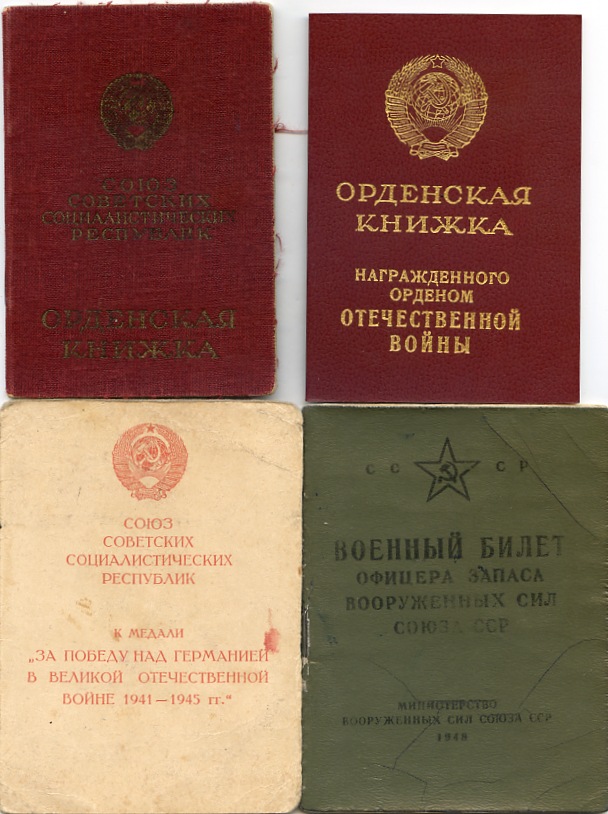 СОЮЗ
СОВЕТСКИХ
СОЦИАЛИСТИЧЕСКИХ
РЕСПУБЛИК
ОРДЕНСКАЯ
КНИЖКА
ОРДЕНСКАЯ
КНИЖКА
НАГРАЖДЕННОГО
ОРДЕНОМ
ОТЕЧЕСТВЕННОЙ
ВОЙНЫ
СОЮЗ
СОВЕТСКИХ
СОЦИАЛИСТИЧЕСКИХ
РЕСПУБЛИК
К МЕДАЛИ
„ЗА ПОБЕДУ НАД ГЕРМАНИЕЙ
В ВЕЛИКОЙ ОТЕЧЕСТВЕННОЙ
ВОЙНЕ 1941—1945 гг.“
СС СР
ВОЕННЫЙ БИЛЕТ
ОФИЦЕРА ЗАПАСА
ВООРУЖЕННЫХ СИЛ
СОЮЗА ССР
МИНИСТЕРСТВО
ВООРУЖЕННЫХ СИЛ СОЮЗА ССР
1948